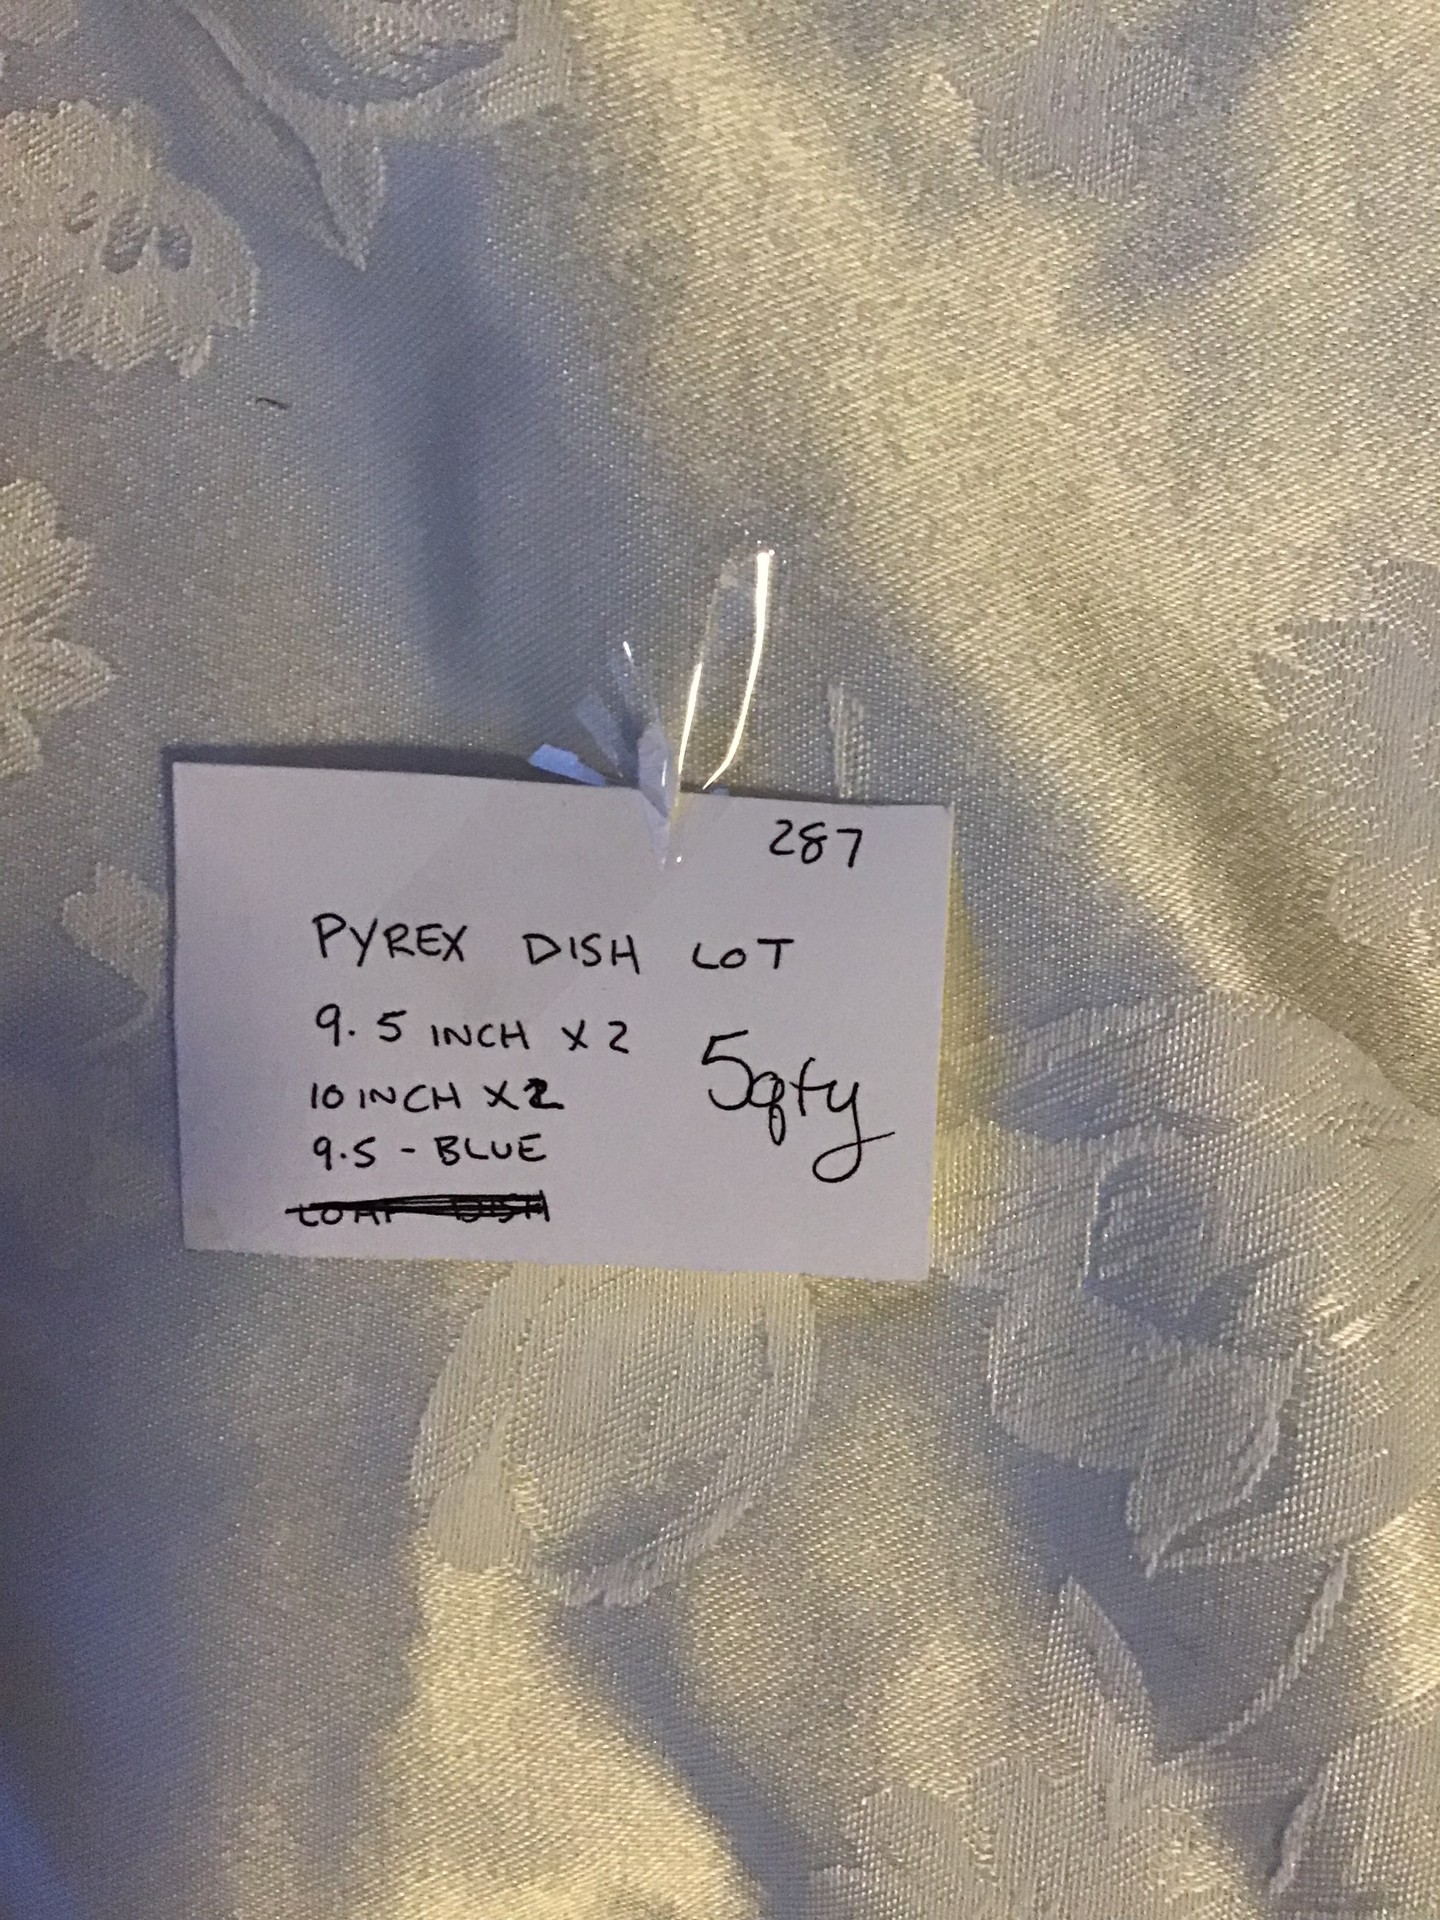 287
PYREX DISH LOT
9.5 INCH X 2
5qty
10 INCH X2
9.5 - BLUE